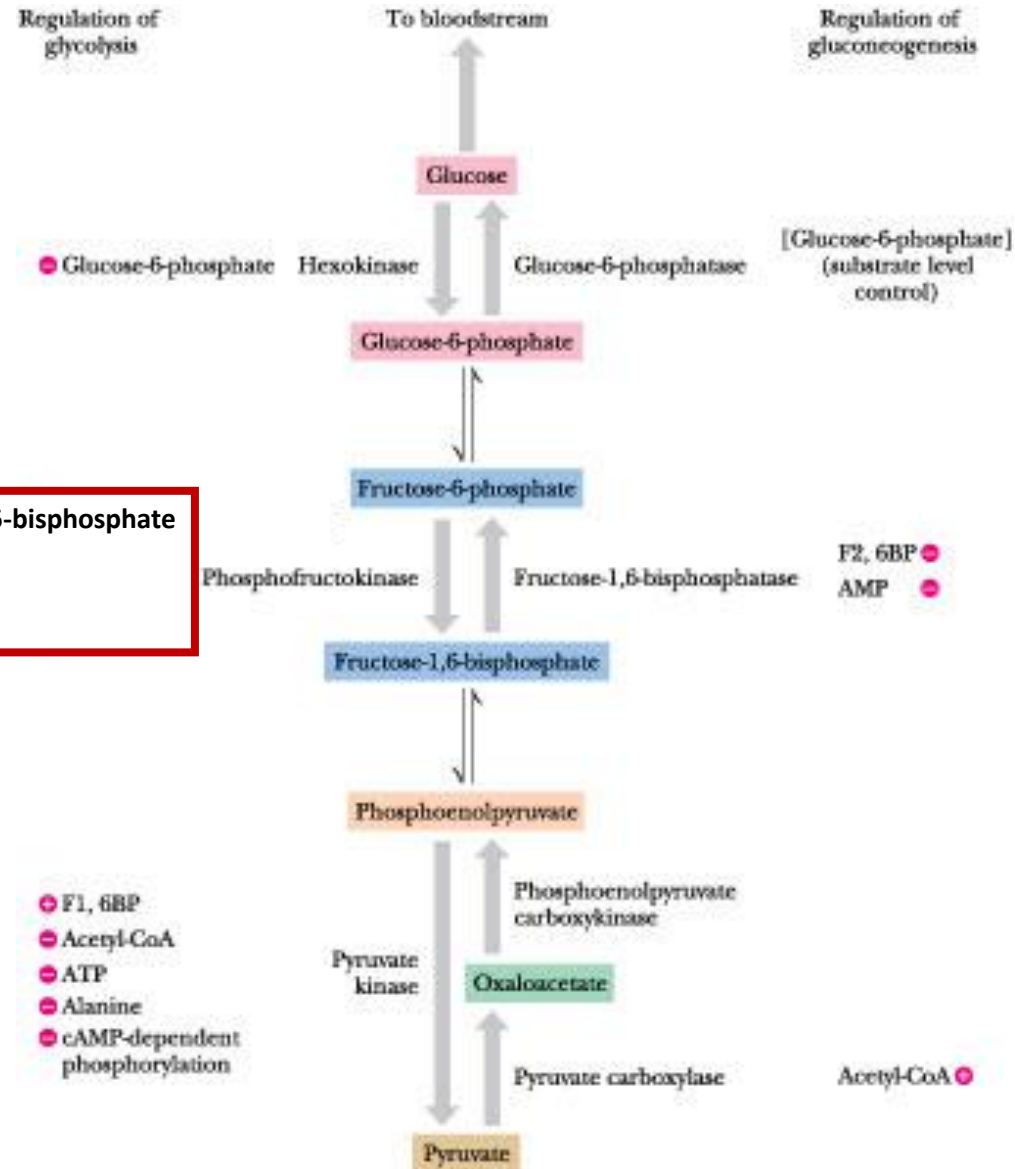 Regulation of
glycolysis
To bloodstream
Regulation of
gluconeogenesis
Glucose
Glucose-6-phosphate
Hexokinase
Glucose-6-phosphatase
[Glucose-6-phosphate]
(substrate level
control)
Glucose-6-phosphate
Fructose-6-phosphate
-bisphosphate
Phosphofructokinase
Fructose-1,6-bisphosphatase
F2, 6BP
AMP
Fructose-1,6-bisphosphate
Phosphoenolpyruvate
F1, 6BP
Acetyl-CoA
ATP
Alanine
cAMP-dependent
phosphorylation
Pyruvate
kinase
Phosphoenolpyruvate
carboxykinase
Oxaloacetate
Pyruvate carboxylase
Acetyl-CoA
Pyruvate